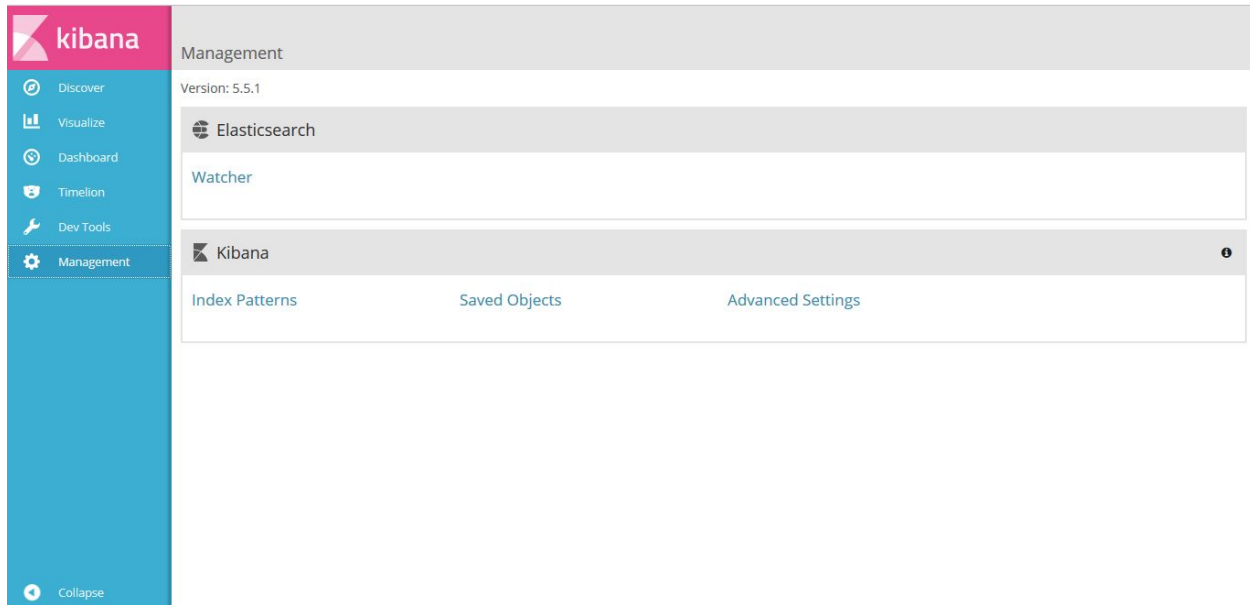 kibana
Discover
Visualize
Dashboard
Timelion
Dev Tools
Management
Collapse
Management
Version: 5.5.1
Elasticsearch
Watcher
Kibana
Index Patterns Saved Objects Advanced Settings